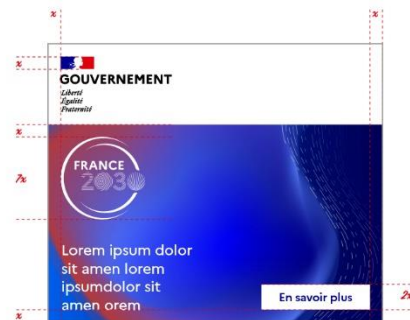 x
x
x
GOUVERNEMENT
Liberté
Égalité
Fraternité
x
7x
FRANCE
2030
Lorem ipsum dolor
sit amen lorem
ipsumdolor sit
amen orem
En savoir plus
2x
x